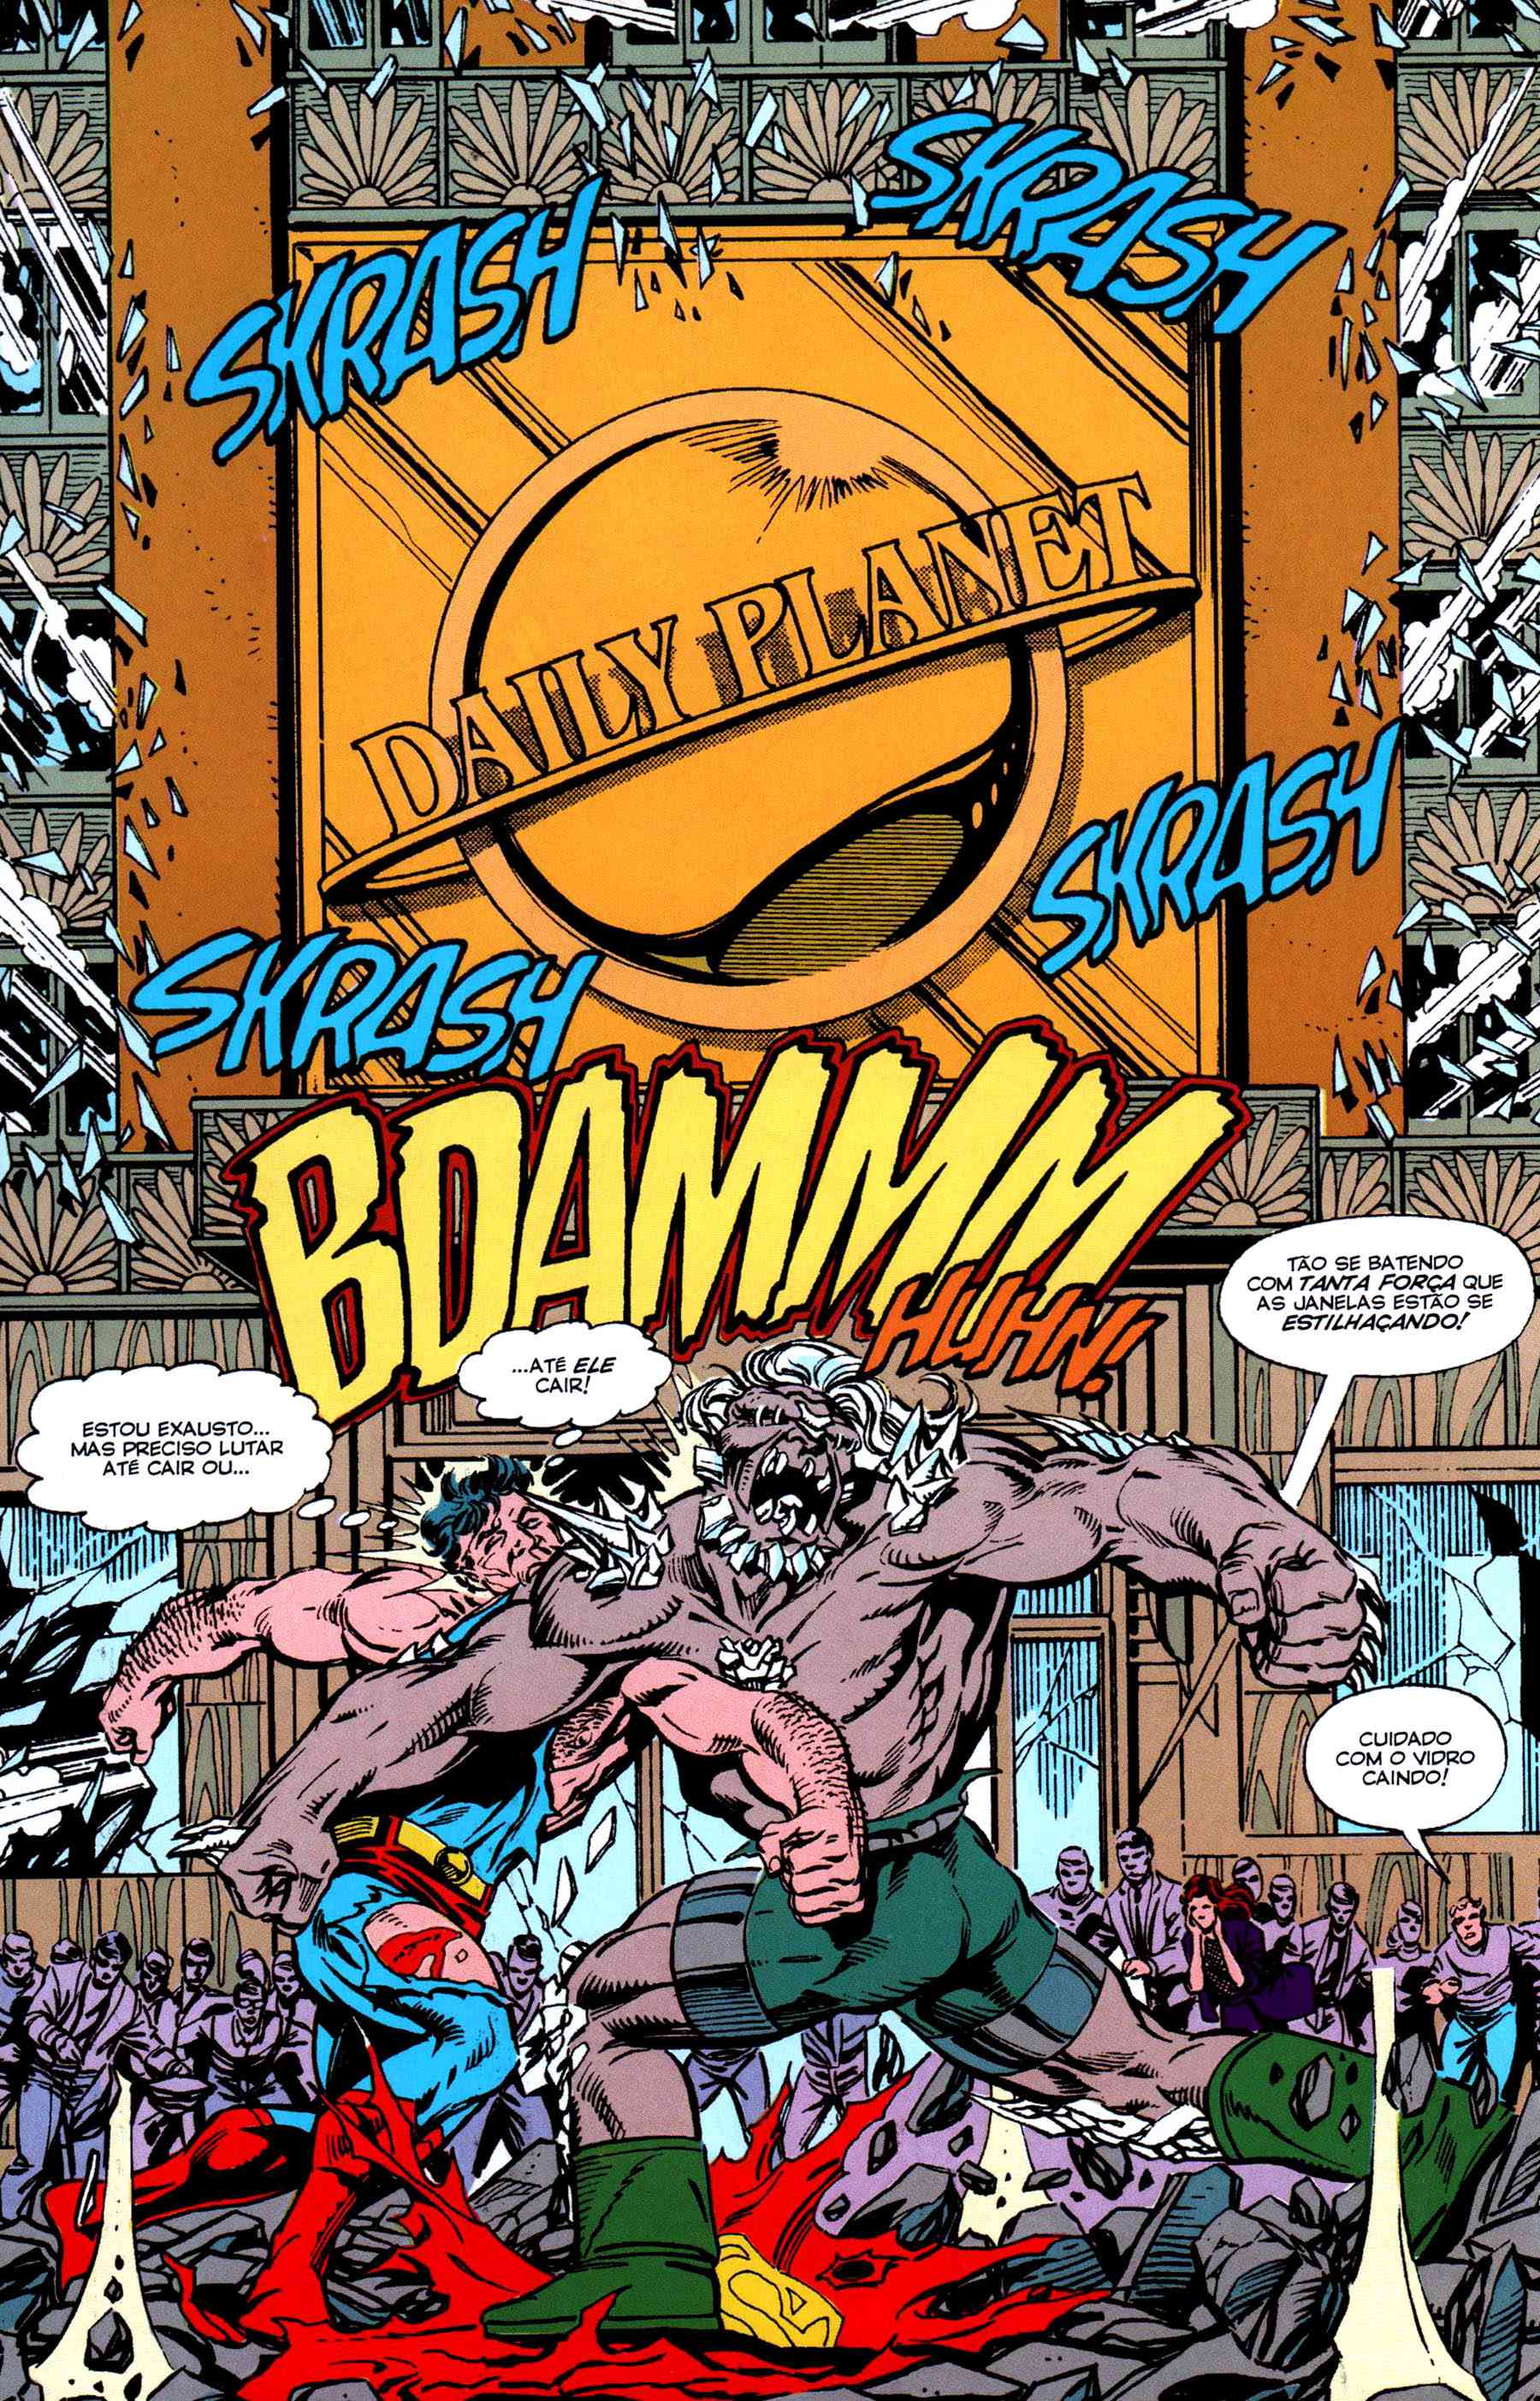 SKRASH
SKRASH
DAILY PLANET
SKRASH
SKRASH
BDAMMM
HUHN!
TÃO SE BATENDO
COM TANTA FORÇA QUE
AS JANELAS ESTÃO SE
ESTILHAÇANDO!
ESTOU EXAUSTO...
MAS PRECISO LUTAR
ATÉ CAIR OU...
...ATÉ ELE
CAIR!
CUIDADO
COM O VIDRO
CAINDO!